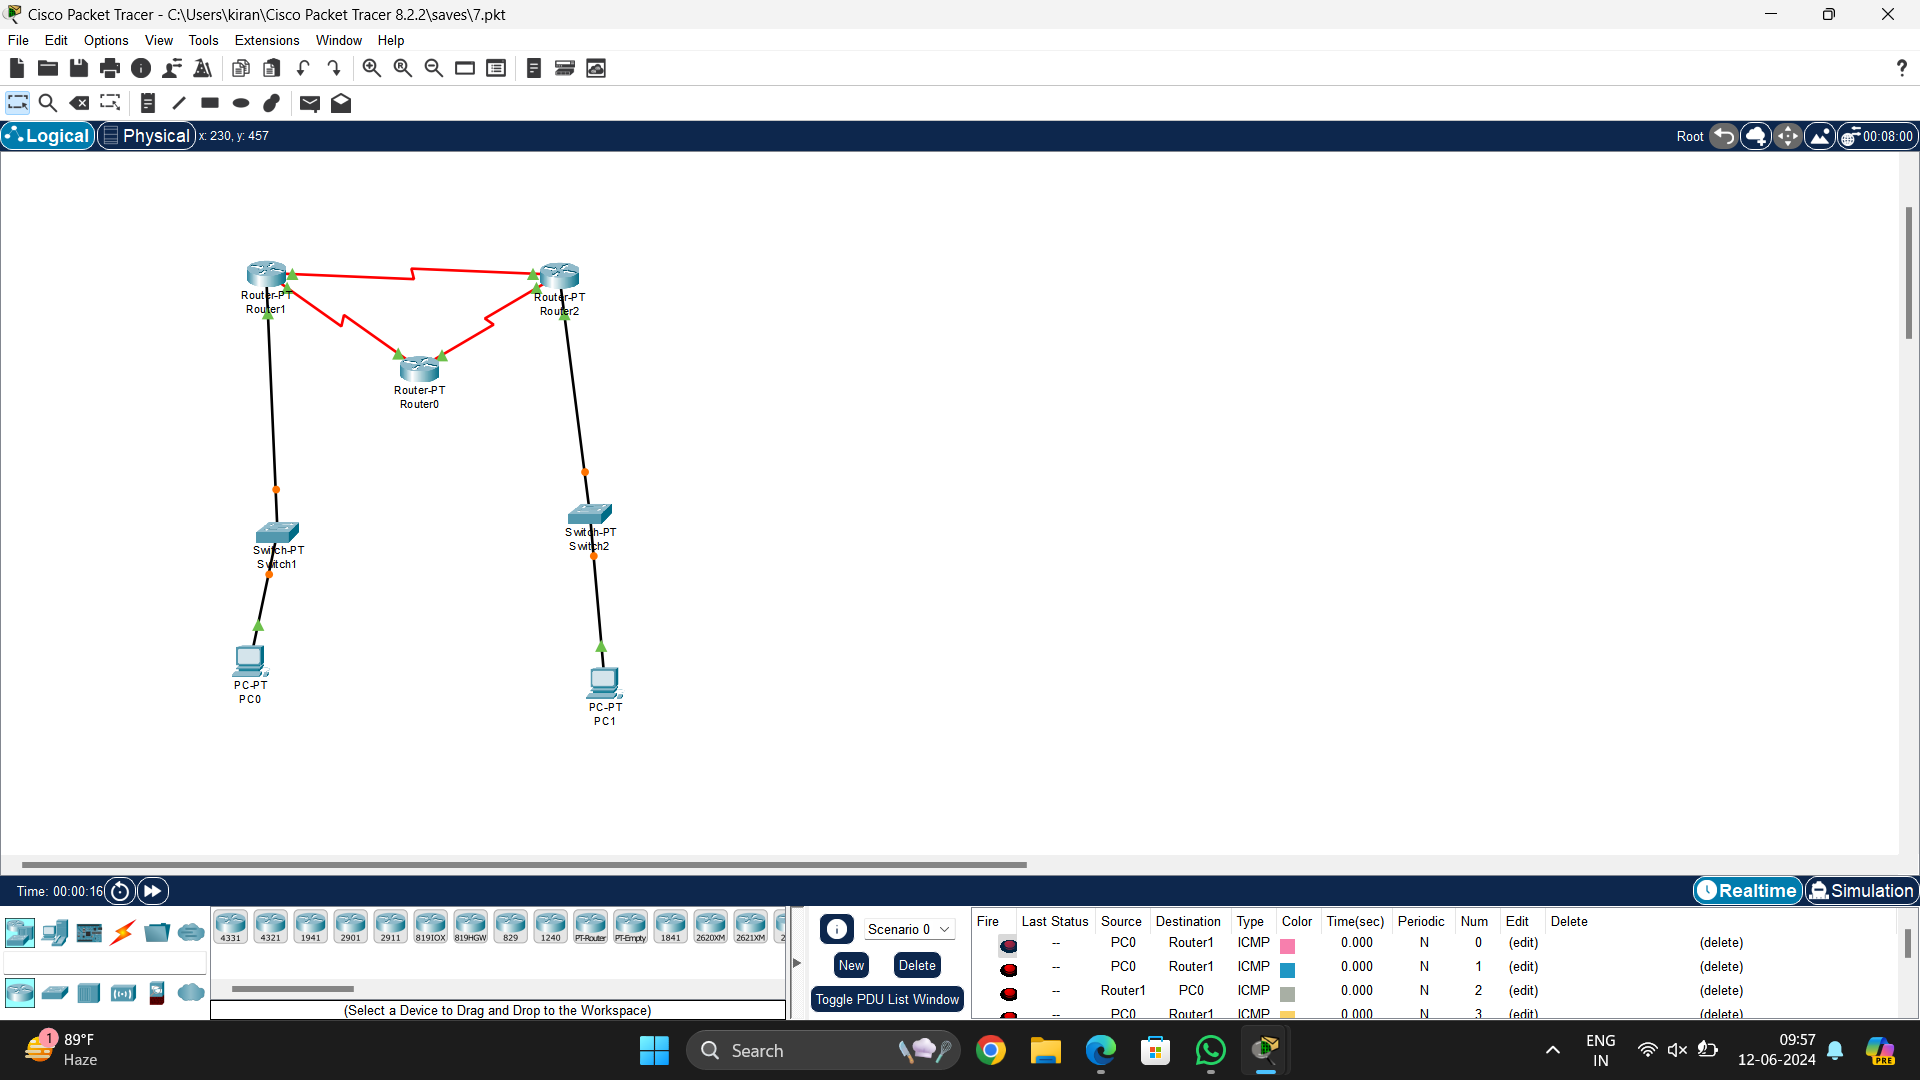 Cisco Packet Tracer - C:\Users\kiran\Cisco Packet Tracer 8.2.2\saves\7.pkt
File Edit Options View Tools Extensions Window Help
?
Logical Physical x: 230, y: 457 Root 00:08:00
Router-PT
Router1
Router-PT
Router2
Router-PT
Router0
Switch-PT
Switch1
Switch-PT
Switch2
PC-PT
PC0
PC-PT
PC1
Time: 00:00:16 Realtime Simulation
4331 4321 1941 2901 2911 819IOX 819HGW 829 1240 PT-Router PT-Empty 1841 2620XM 2621XM 2
(Select a Device to Drag and Drop to the Workspace)
Scenario 0
New Delete
Toggle PDU List Window
Fire Last Status Source Destination Type Color Time(sec) Periodic Num Edit Delete
-- PC0 Router1 ICMP 0.000 N 0 (edit) (delete)
-- PC0 Router1 ICMP 0.000 N 1 (edit) (delete)
-- Router1 PC0 ICMP 0.000 N 2 (edit) (delete)
-- PC0 Router1 ICMP 0.000 N 3 (edit) (delete)
1 89°F
Haze
Search
ENG
IN
09:57
12-06-2024
PRE